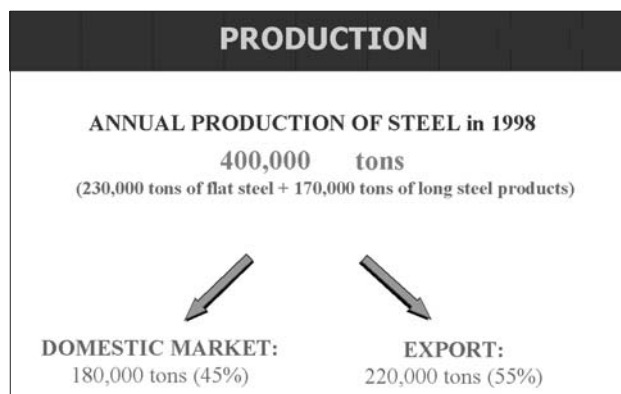 PRODUCTION
ANNUAL PRODUCTION OF STEEL in 1998
400,000 tons
(230,000 tons of flat steel + 170,000 tons of long steel products)
DOMESTIC MARKET:
180,000 tons (45%)
EXPORT:
220,000 tons (55%)